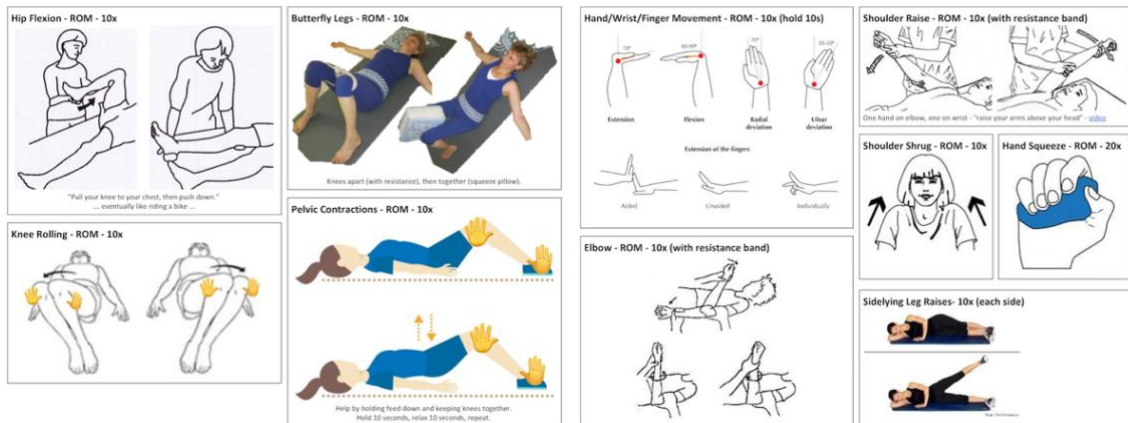 Hip Flexion - ROM - 10x
"Pull your knee to your chest, then push down."
... eventually like riding a bike ...
Knee Rolling - ROM - 10x
Butterfly Legs - ROM - 10x
Knees apart (with resistance), then together (squeeze pillow).
Pelvic Contractions - ROM - 10x
Help by holding feed down and keeping knees together.
Hold 10 seconds, relax 10 seconds, repeat.
Hand/Wrist/Finger Movement - ROM - 10x (hold 10s)
Extension
Flexion
Radial
deviation
Ulnar
deviation
Extension of the fingers
Aided
Unaided
Individually
Elbow - ROM - 10x (with resistance band)
Shoulder Raise - ROM - 10x (with resistance band)
One hand on elbow, one on wrist - "raise your arms above your head" - video
Shoulder Shrug - ROM - 10x
Hand Squeeze - ROM - 20x
Sidelying Leg Raises- 10x (each side)